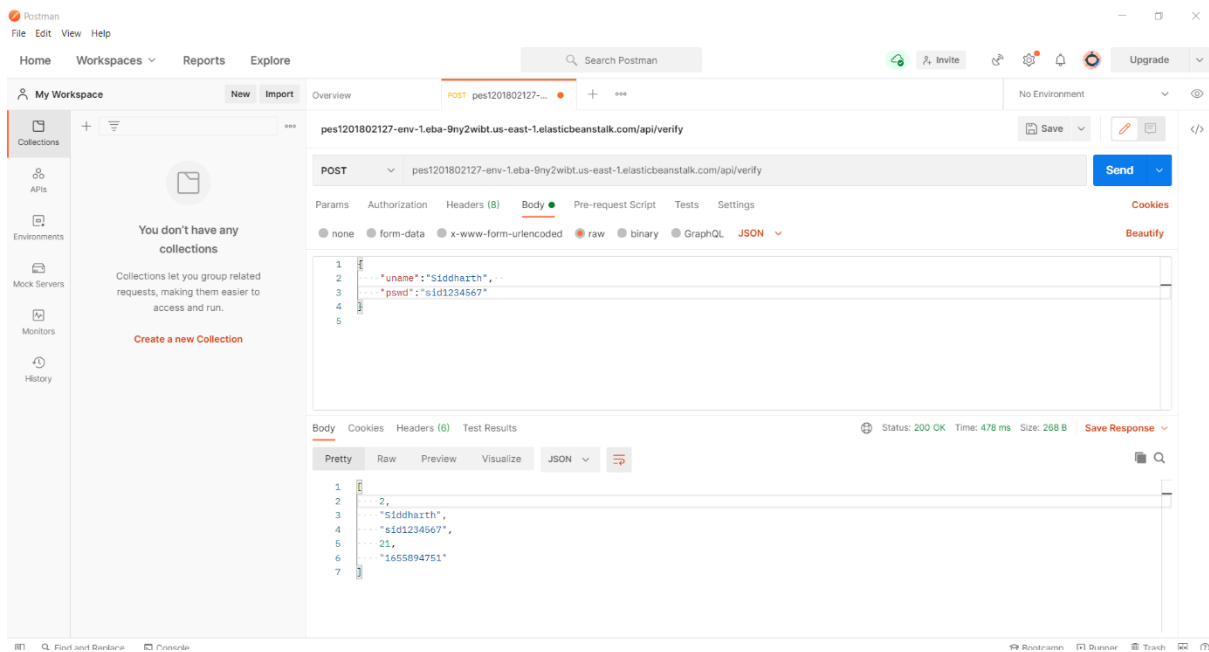 Postman
File Edit View Help
Home Workspaces Reports Explore Search Postman Invite Upgrade
My Workspace New Import Overview POST pes1201802127-... No Environment
Collections
APIs
Environments
Mock Servers
Monitors
History
You don't have any
collections
Collections let you group related
requests, making them easier to
access and run.
Create a new Collection
pes1201802127-env-1.eba-9ny2wibt.us-east-1.elasticbeanstalk.com/api/verify Save
POST pes1201802127-env-1.eba-9ny2wibt.us-east-1.elasticbeanstalk.com/api/verify Send
Params Authorization Headers (8) Body Pre-request Script Tests Settings Cookies
none form-data x-www-form-urlencoded raw binary GraphQL JSON Beautify
1 {
2 "uname":"Siddharth",
3 "pswd":"sid1234567"
4 }
5
Body Cookies Headers (6) Test Results Status: 200 OK Time: 478 ms Size: 268 B Save Response
Pretty Raw Preview Visualize JSON
1 [
2 2,
3 "Siddharth",
4 "sid1234567",
5 21,
6 "1655894751"
7 ]
Find and Replace Console Bootcamp Runner Trash